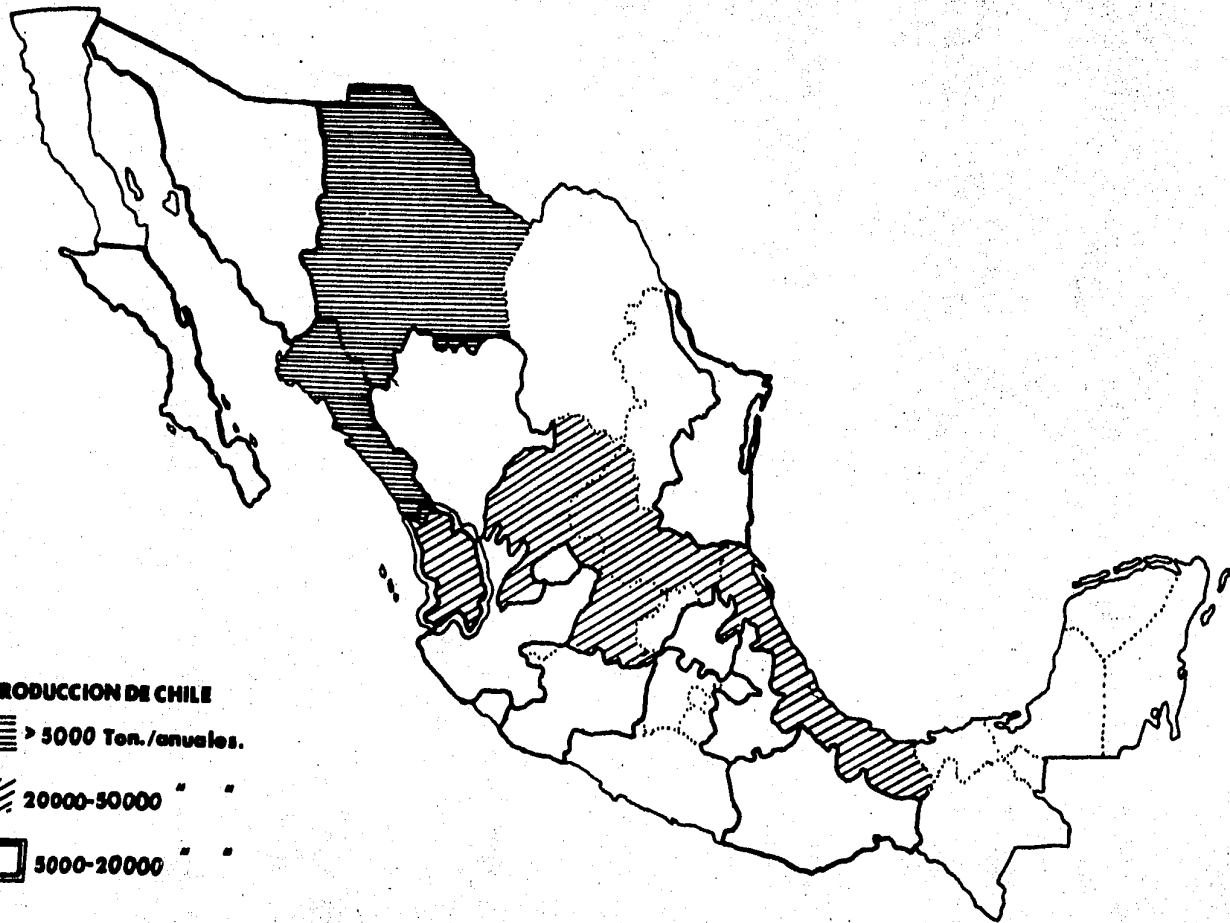 RODUCCION DE CHILE
> 5000 Ton./anuales.
20000-50000 " "
5000-20000 " "